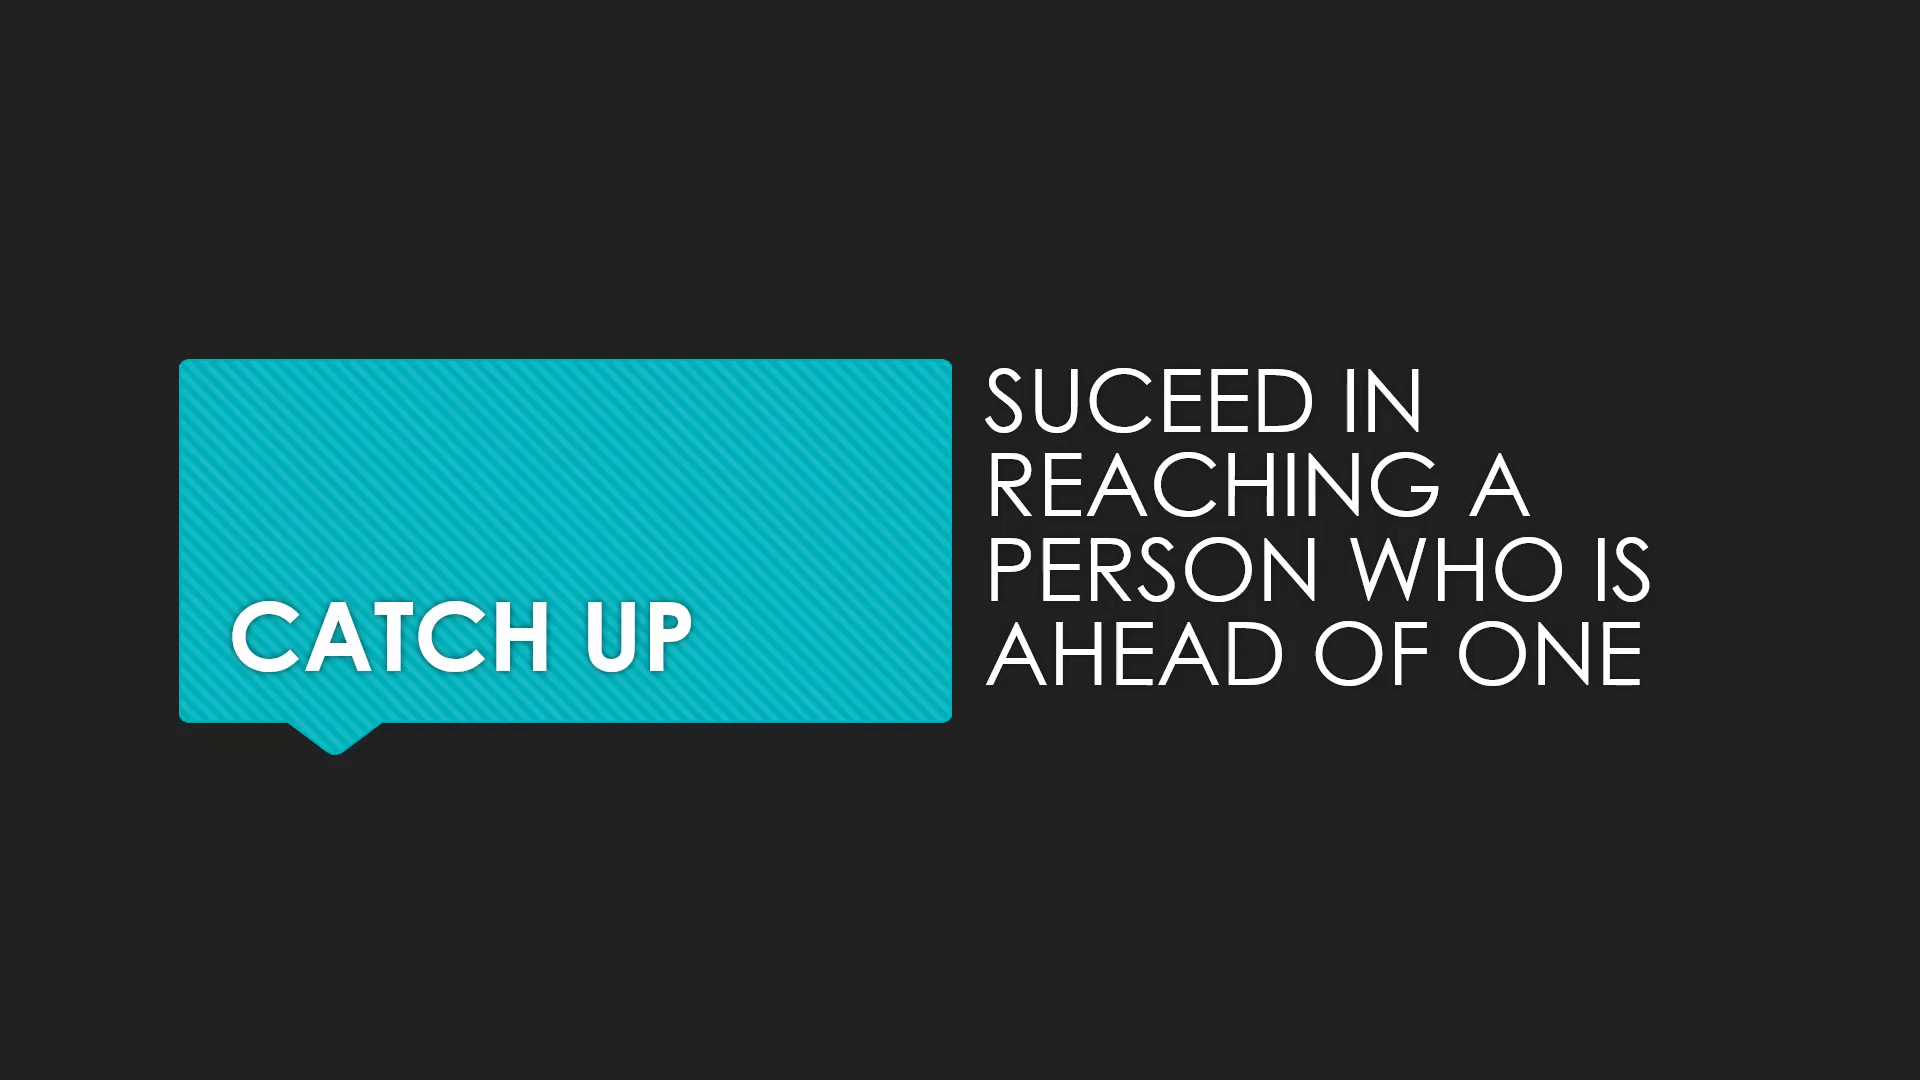 CATCH UP
SUCEED IN
REACHING A
PERSON WHO IS
AHEAD OF ONE